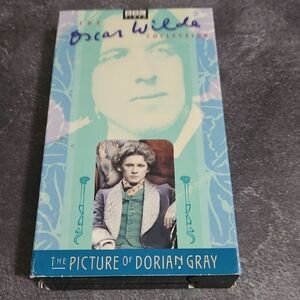 BBC
THE
Oscar Wilde
COLLECTION
THE PICTURE OF DORIAN GRAY